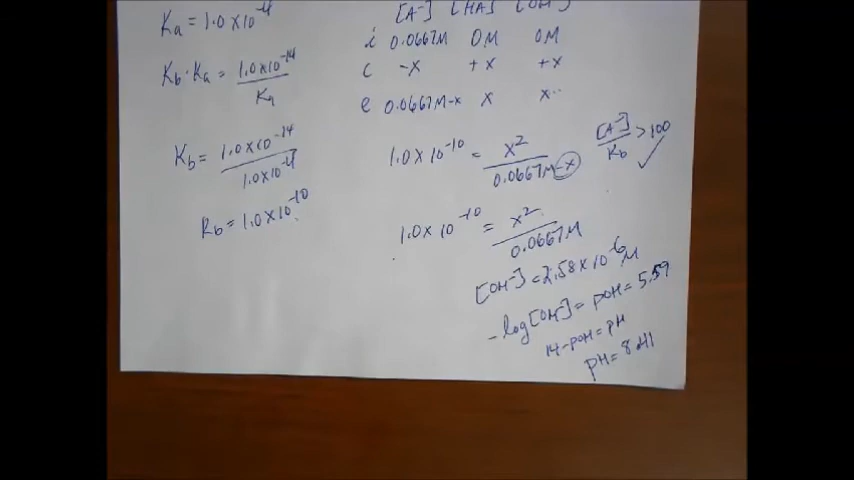 Ka = 1.0 x 10^-4
Kb · Ka = 1.0x10^-14 / Ka
Kb = 1.0x10^-14 / 1.0x10^-4
Kb = 1.0x10^-10
[A-] [HA] [OH-]
i 0.0667M 0M 0M
c -x +x +x
e 0.0667M-x x x
1.0 x 10^-10 = x^2 / 0.0667M-x
[A-] / Kb > 100 ✓
1.0 x 10^-10 = x^2 / 0.0667M
[OH-] = 2.58 x 10^-6 M
-log[OH-] = pOH = 5.59
14-pOH = pH
pH = 8.41